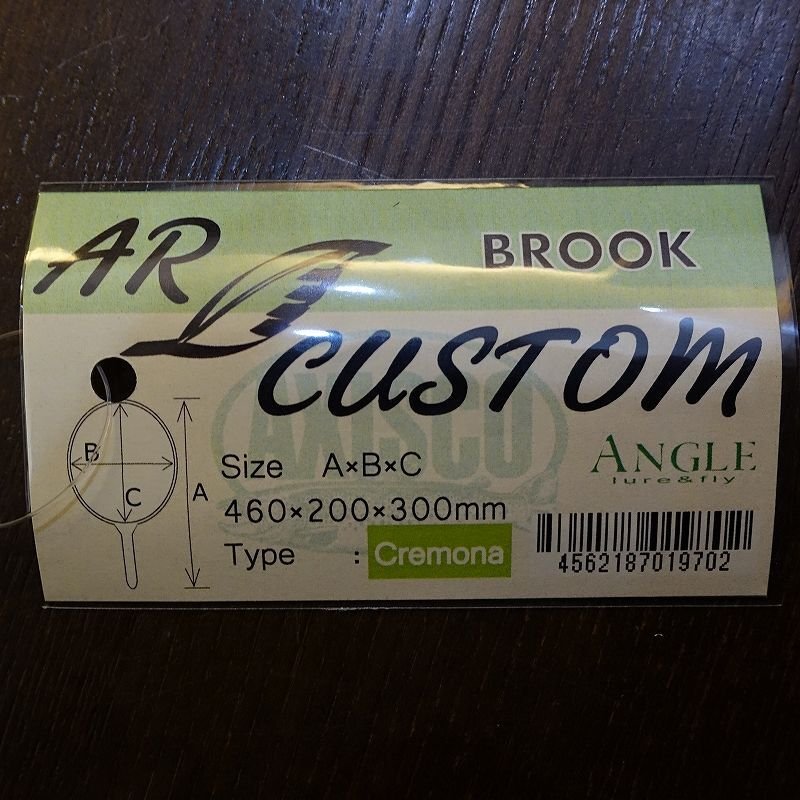 AR
BROOK
CUSTOM
AXISCO
ANGLE
lure&fly
B
C
A
Size A×B×C
460×200×300mm
Type : Cremona
4562187019702